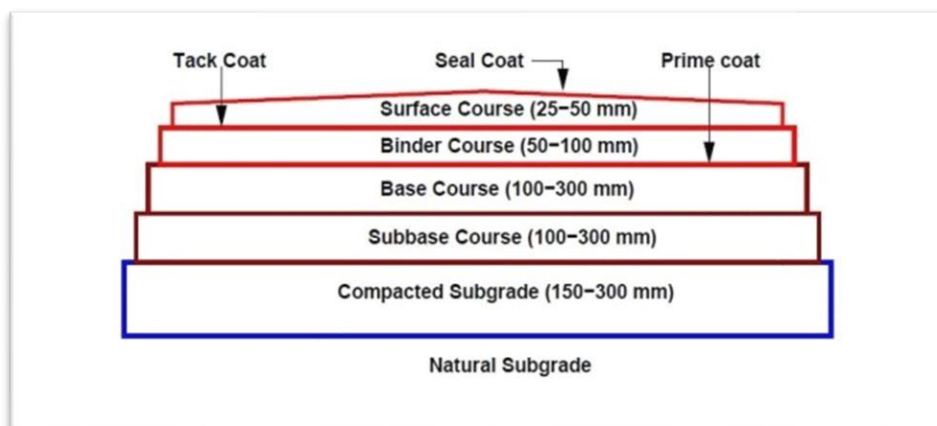 Tack Coat Seal Coat Prime coat
Surface Course (25−50 mm)
Binder Course (50−100 mm)
Base Course (100−300 mm)
Subbase Course (100−300 mm)
Compacted Subgrade (150−300 mm)
Natural Subgrade